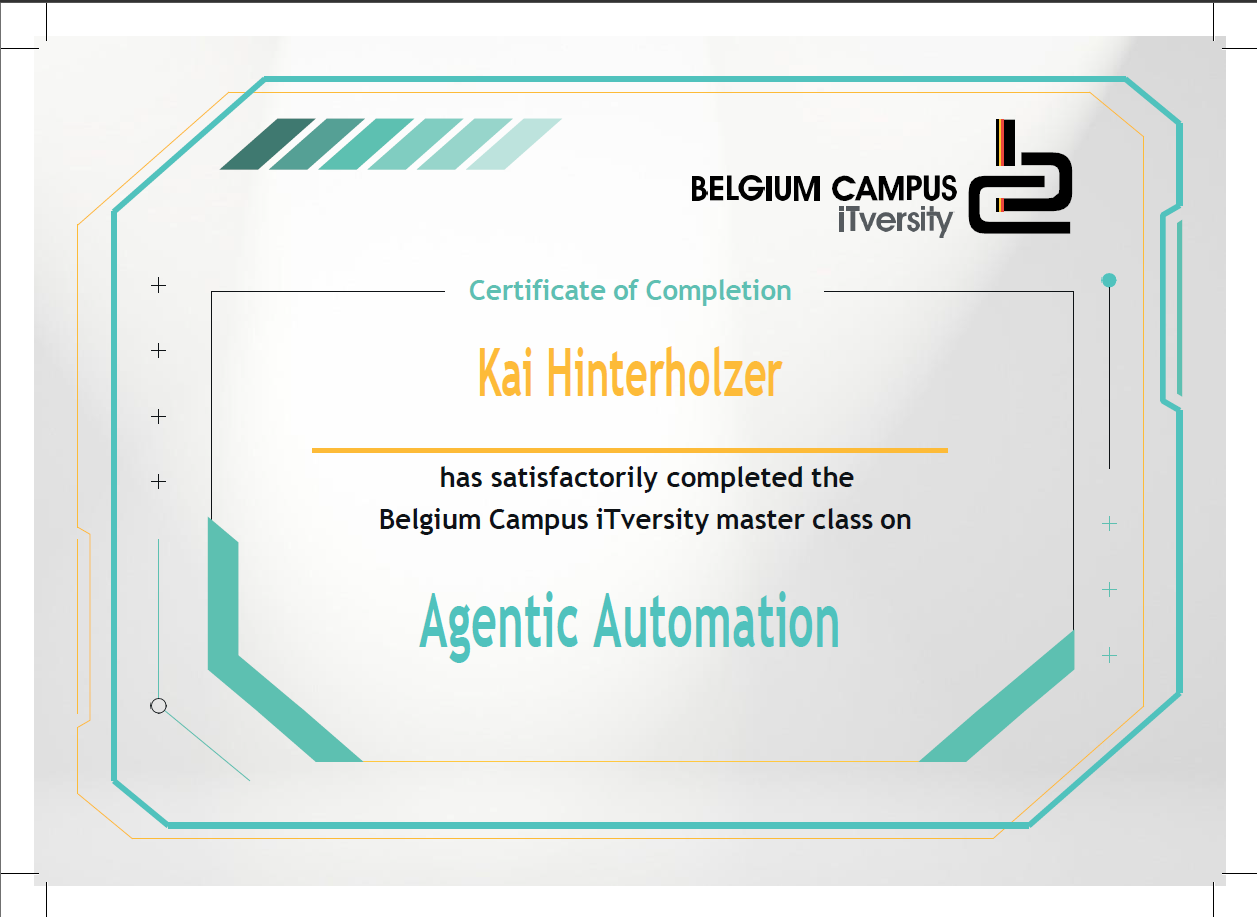 BELGIUM CAMPUS
iTversity
Certificate of Completion
Kai Hinterholzer
has satisfactorily completed the
Belgium Campus iTversity master class on
Agentic Automation